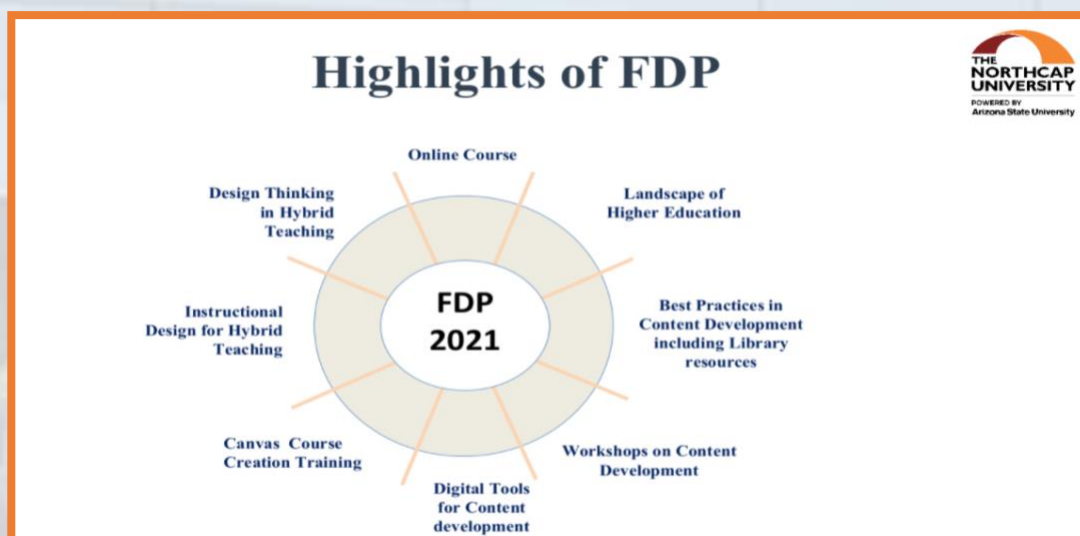 Highlights of FDP
THE
NORTHCAP
UNIVERSITY
POWERED BY
Arizona State University
Online Course
Landscape of
Higher Education
Best Practices in
Content Development
including Library
resources
Workshops on Content
Development
Digital Tools
for Content
development
Canvas Course
Creation Training
Instructional
Design for Hybrid
Teaching
Design Thinking
in Hybrid
Teaching
FDP
2021